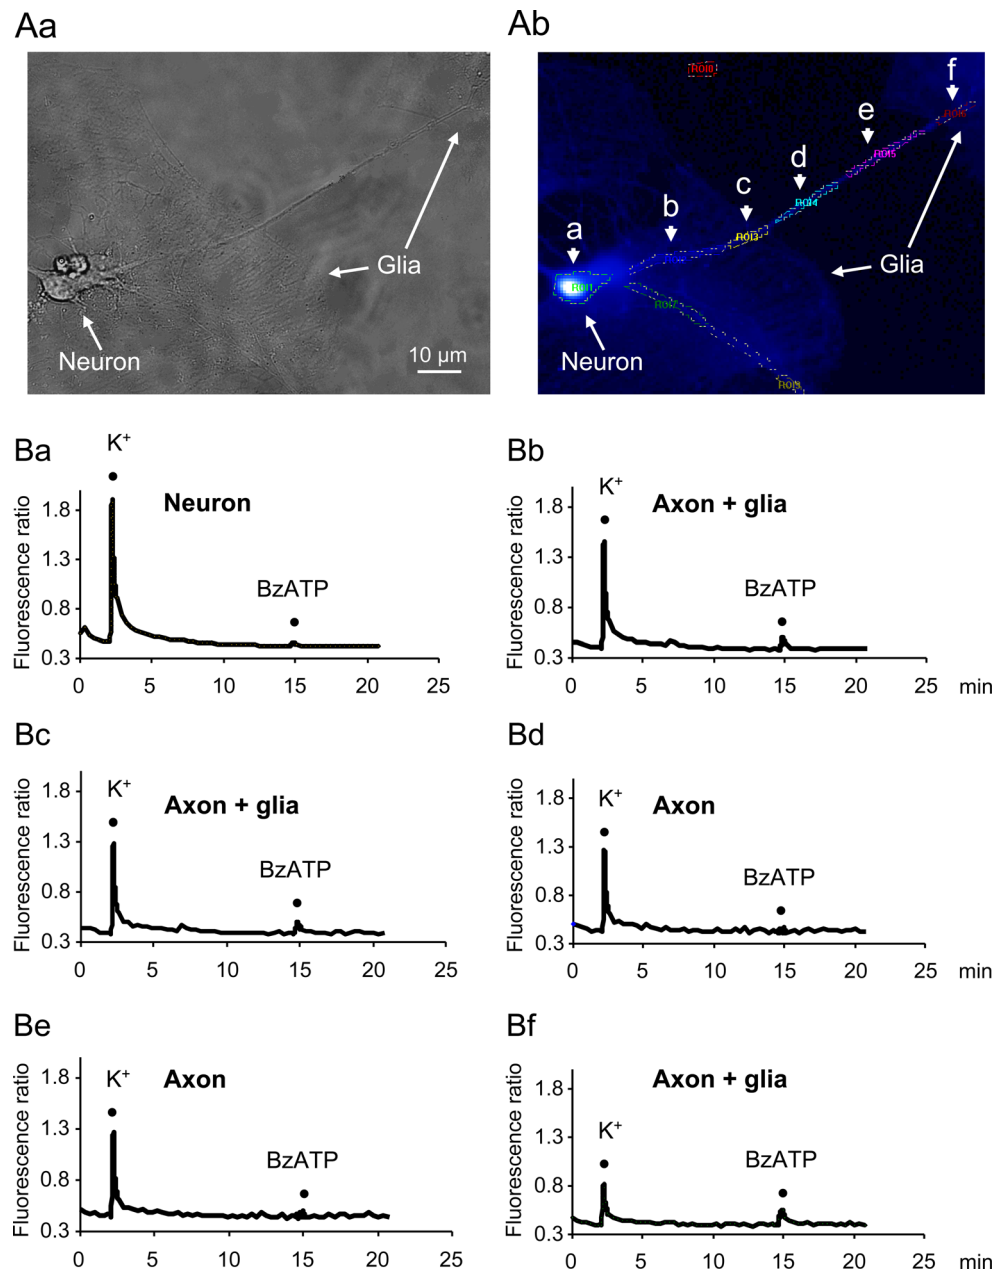 Aa
Glia
Neuron
10 µm
Ab
ROI0
f
ROI6
e
ROI5
d
ROI4
c
ROI3
b
a
ROI1
Glia
Neuron
Ba
K+
Neuron
BzATP
Fluorescence ratio
1.8
1.3
0.8
0.3
0 5 10 15 20 25
Bb
K+
Axon + glia
BzATP
Fluorescence ratio
1.8
1.3
0.8
0.3
0 5 10 15 20 25 min
Bc
K+
Axon + glia
BzATP
Fluorescence ratio
1.8
1.3
0.8
0.3
0 5 10 15 20 25
Bd
K+
Axon
BzATP
Fluorescence ratio
1.8
1.3
0.8
0.3
0 5 10 15 20 25 min
Be
K+
Axon
BzATP
Fluorescence ratio
1.8
1.3
0.8
0.3
0 5 10 15 20 25
Bf
K+
Axon + glia
BzATP
Fluorescence ratio
1.8
1.3
0.8
0.3
0 5 10 15 20 25 min